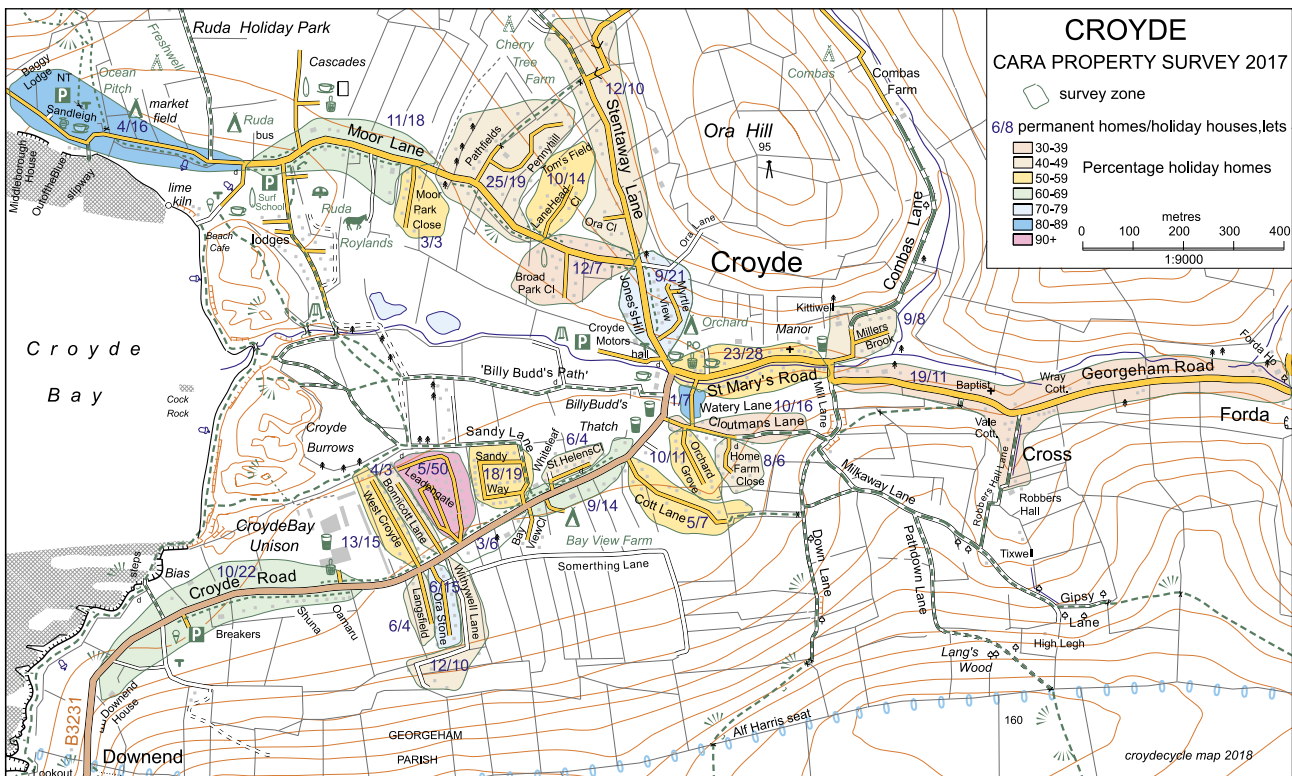 CROYDE
CARA PROPERTY SURVEY 2017
survey zone
6/8 permanent homes/holiday houses,lets
30-39
40-49
50-59
60-69
70-79
80-89
90+
Percentage holiday homes
metres
0 100 200 300 400
1:9000
Ruda Holiday Park
Freshwell
Baggy
Lodge
NT
P
Ocean
Pitch
Sandleigh
market
field
4/16
Ruda
bus
Cascades
Cherry
Tree
Farm
12/10
Combas
Combas
Farm
11/18
Moor Lane
Stentaway Lane
Ora Hill
95
Pathfields
Pennyhill
Tom's Field
25/19
10/14
LaneHead
Cl
Ora Cl
Ora Lane
Middleborough
House
OutoftheBlue
slipway
lime
kiln
P
Surf
School
Ruda
Roylands
Moor
Park
Close
3/3
Beach
Cafe
lodges
12/7
Broad
Park Cl
9/21
Jones'sHill
Myrtle
View
Croyde
Combas Lane
Kittiwell
Orchard
Manor
Croyde
Motors
P
hall
PO
23/28
Millers
Brook
9/8
St Mary's Road
19/11
Baptist
Wray
Cott.
Georgeham Road
Forda Ho
Forda
Croyde
Bay
Cock
Rock
'Billy Budd's Path'
1/7
Watery Lane
10/16
Cloutmans Lane
Mill Lane
Vale
Cott.
Cross
BillyBudd's
Thatch
Croyde
Burrows
Sandy Lane
Whiteleaf
6/4
St.HelensCl
Sandy
18/19
Way
10/11
Orchard
Grove
Home
Farm
Close
8/6
Milkaway Lane
Robbers Hall Lane
Robbers
Hall
4/3
5/50
Leadengate
Bonnicott Lane
West Croyde
Cott Lane
5/7
9/14
Bay
ViewCl
Bay View Farm
CroydeBay
Unison
13/15
3/6
Somerthing Lane
Down Lane
Pathdown Lane
Tixwell
Gipsy
Lane
High Legh
steps
Bias
10/22
Croyde Road
6/15
Ora Stone
Langsfield
6/4
Withywell Lane
12/10
P
Breakers
Shuna
Oamaru
Lang's
Wood
Downend
House
B3231
Downend
Lookout
GEORGEHAM
PARISH
Alf Harris seat
160
croydecycle map 2018